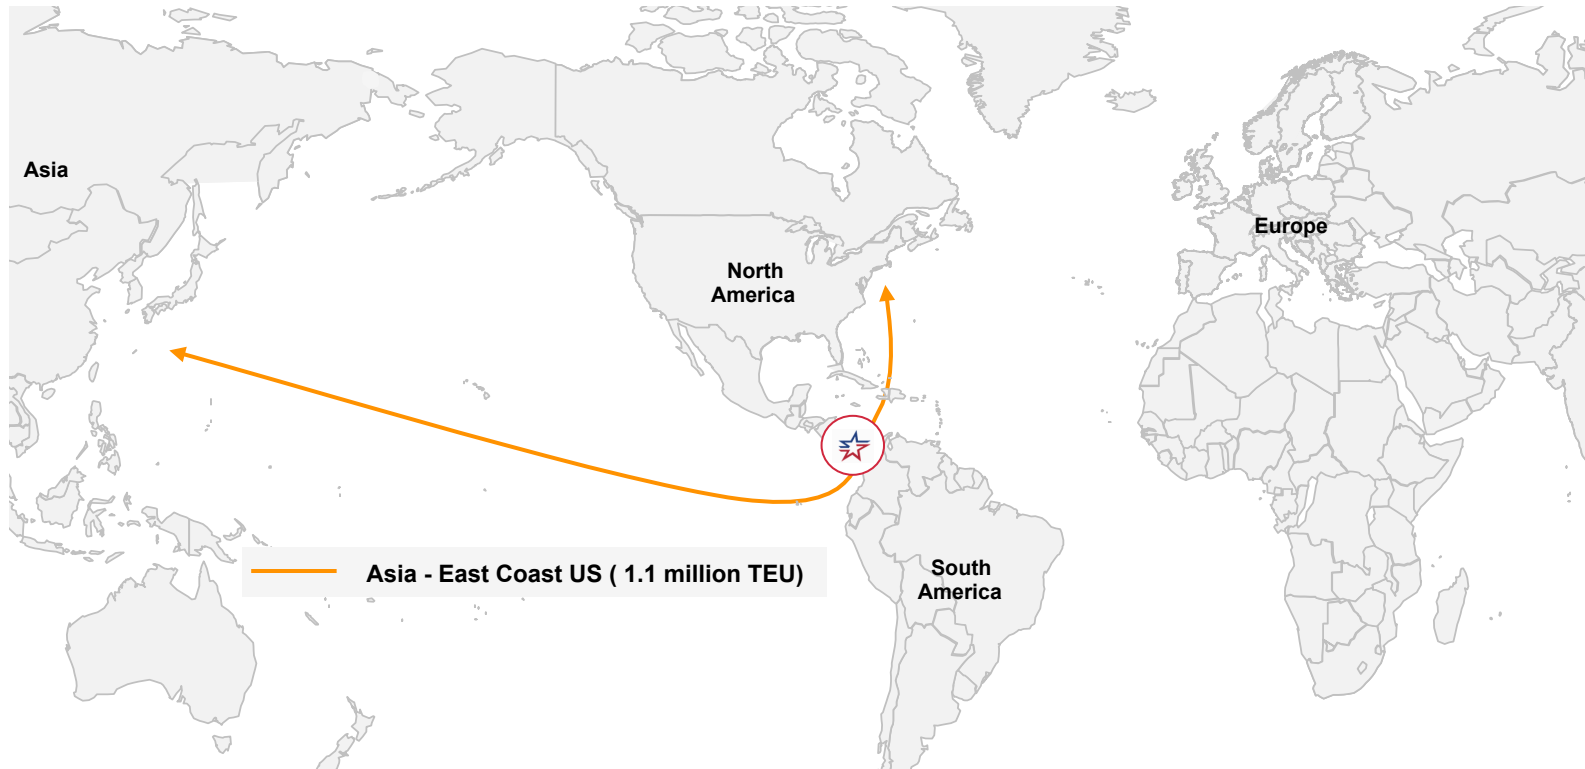 Asia
Europe
North
America
Asia - East Coast US ( 1.1 million TEU)
South
America